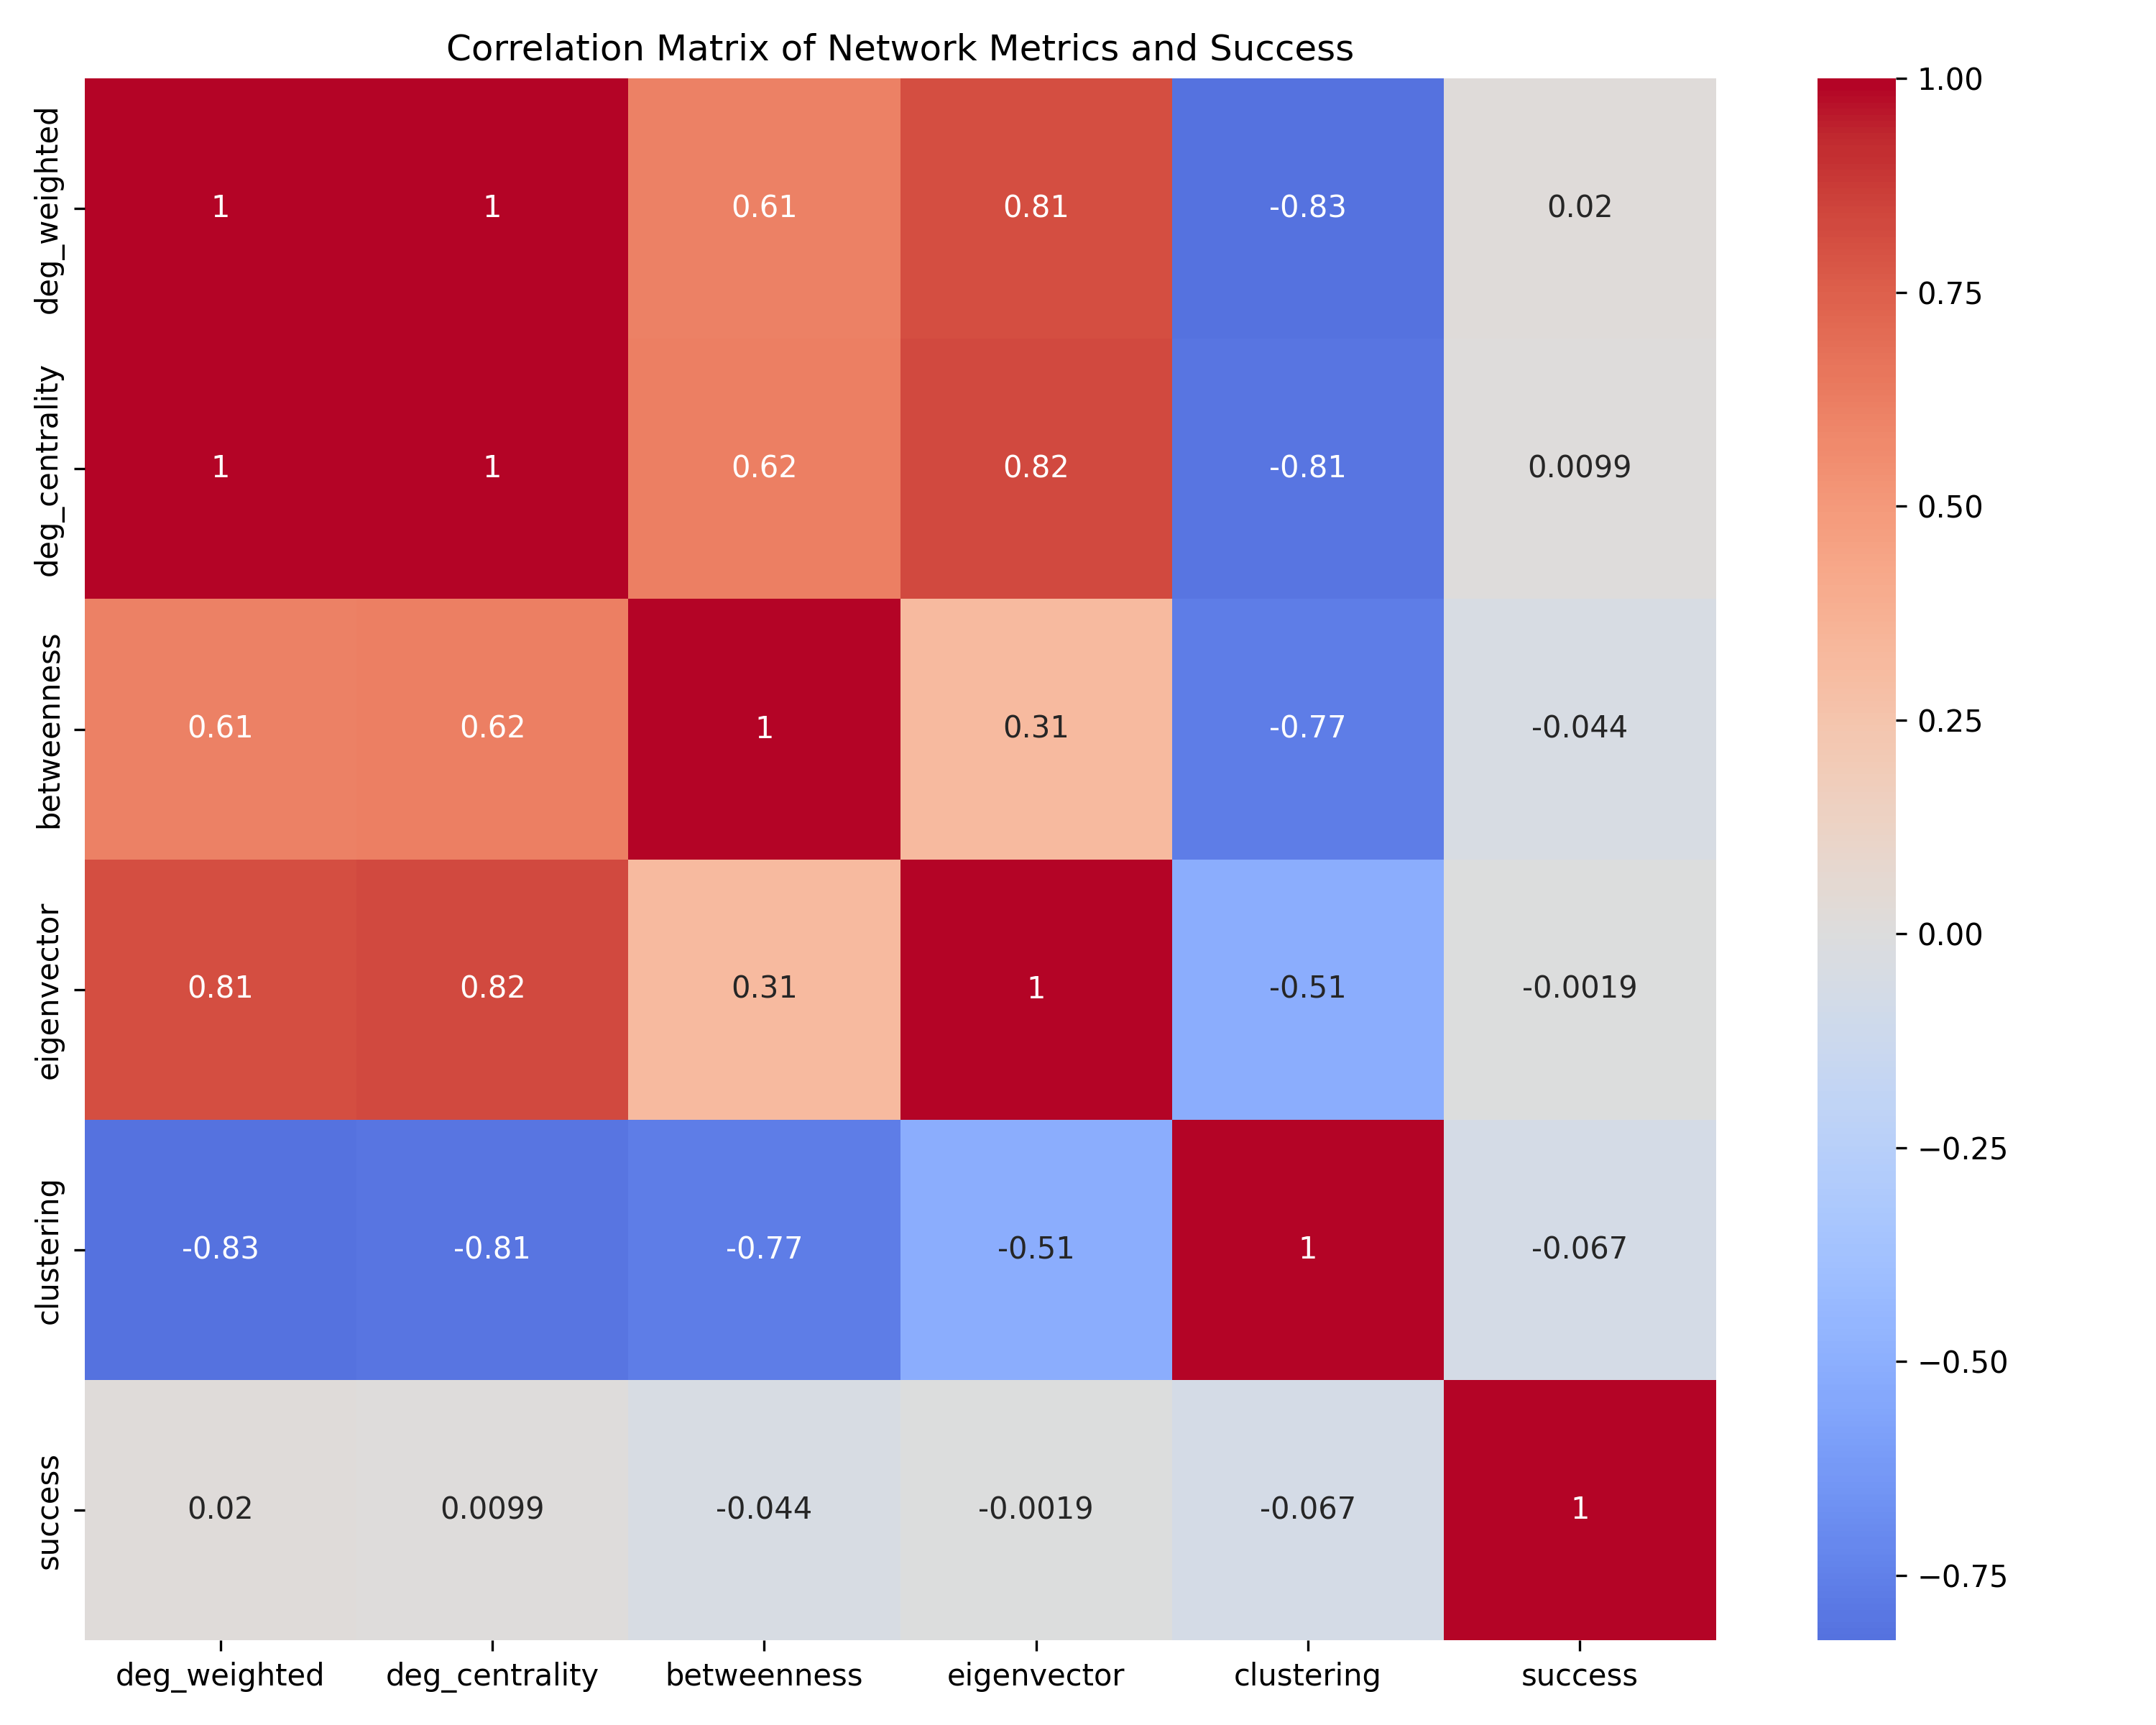 Correlation Matrix of Network Metrics and Success
deg_weighted 1 1 0.61 0.81 -0.83 0.02
deg_centrality 1 1 0.62 0.82 -0.81 0.0099
betweenness 0.61 0.62 1 0.31 -0.77 -0.044
eigenvector 0.81 0.82 0.31 1 -0.51 -0.0019
clustering -0.83 -0.81 -0.77 -0.51 1 -0.067
success 0.02 0.0099 -0.044 -0.0019 -0.067 1
deg_weighted deg_centrality betweenness eigenvector clustering success
1.00
0.75
0.50
0.25
0.00
−0.25
−0.50
−0.75